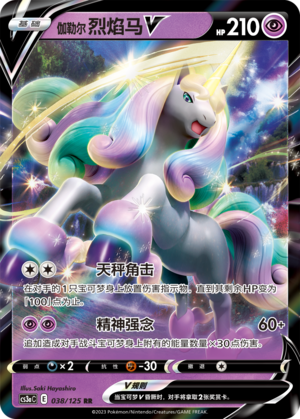 基础 伽勒尔 烈焰马V HP210
天秤角击
在对手的1只宝可梦身上放置伤害指示物，直到其剩余HP变为
「100」点为止。
精神强念 60+
追加造成对手战斗宝可梦身上附有的能量数量×30点伤害。
弱点 ×2 抵抗力 -30 撤退
Illus.Saki Hayashiro
V规则
当宝可梦V昏厥时，对手将拿取2张奖赏卡。
cs3aC E 038/125 RR
©2023 Pokémon/Nintendo/Creatures/GAME FREAK